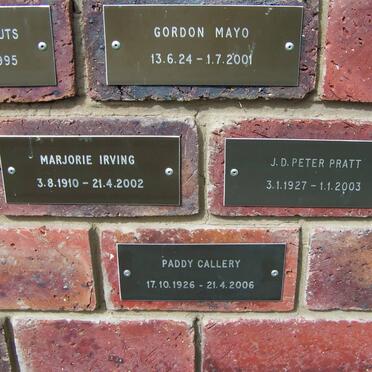 UTS
995
GORDON MAYO
13.6.24 - 1.7.2001
MARJORIE IRVING
3.8.1910 - 21.4.2002
J.D. PETER PRATT
3.1.1927 - 1.1.2003
PADDY CALLERY
17.10.1926 - 21.4.2006